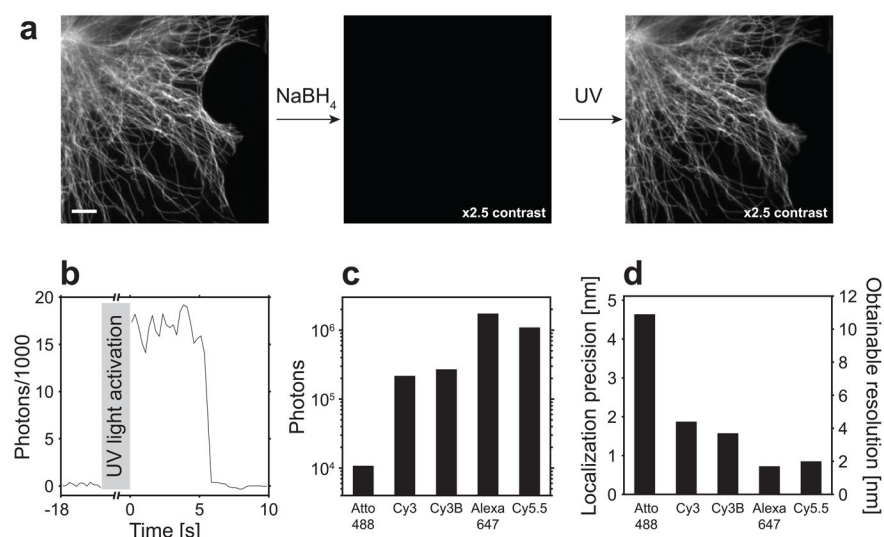 a
NaBH4
UV
x2.5 contrast
x2.5 contrast
b
Photons/1000
20
15
10
5
0
UV light activation
-18
0
5
10
Time [s]
c
Photons
10^6
10^5
10^4
Atto
488
Cy3
Cy3B
Alexa
647
Cy5.5
d
Localization precision [nm]
5
4
3
2
1
0
Obtainable resolution [nm]
12
10
8
6
4
2
0
Atto
488
Cy3
Cy3B
Alexa
647
Cy5.5